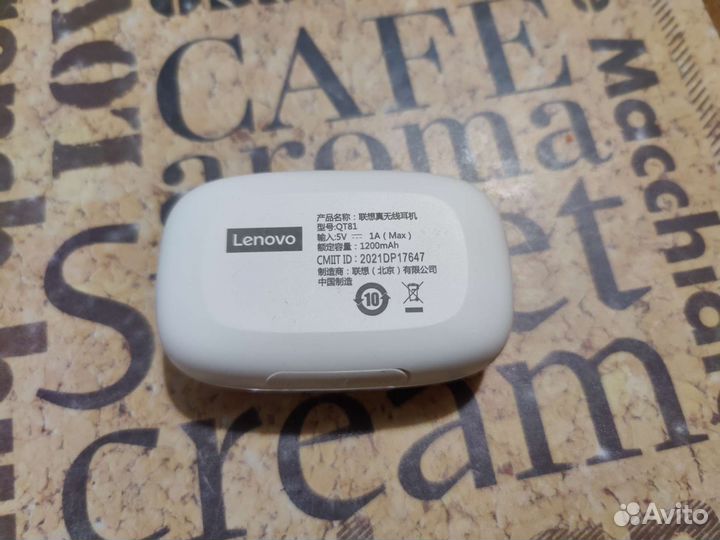 CAFE
aroma
Macchia
Lenovo
产品名称：联想真无线耳机
型号:QT81
输入:5V ⎓ 1A（Max）
额定容量：1200mAh
CMIIT ID：2021DP17647
制造商：联想（北京）有限公司
中国制造
10
cream
Avito